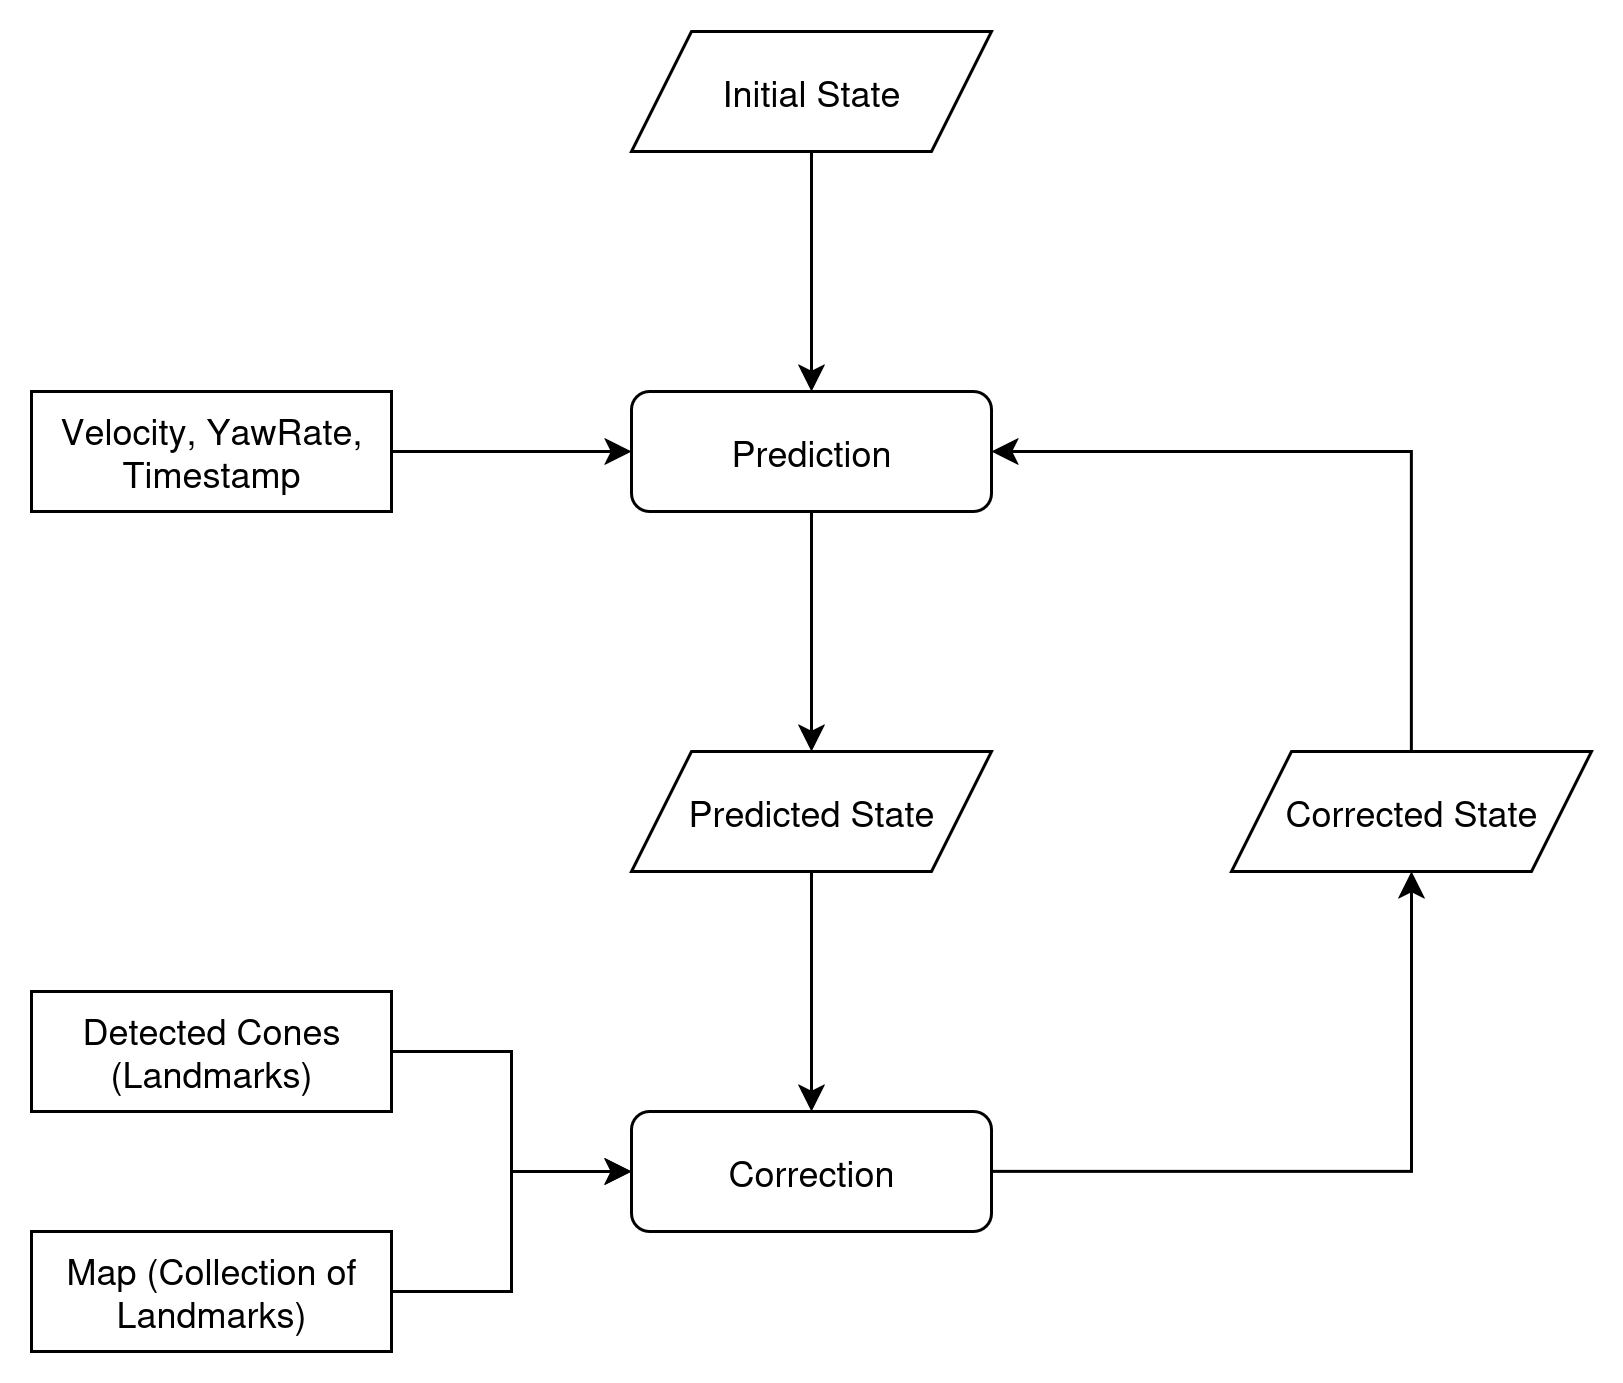 Initial State
Velocity, YawRate,
Timestamp
Prediction
Predicted State
Corrected State
Detected Cones
(Landmarks)
Correction
Map (Collection of
Landmarks)